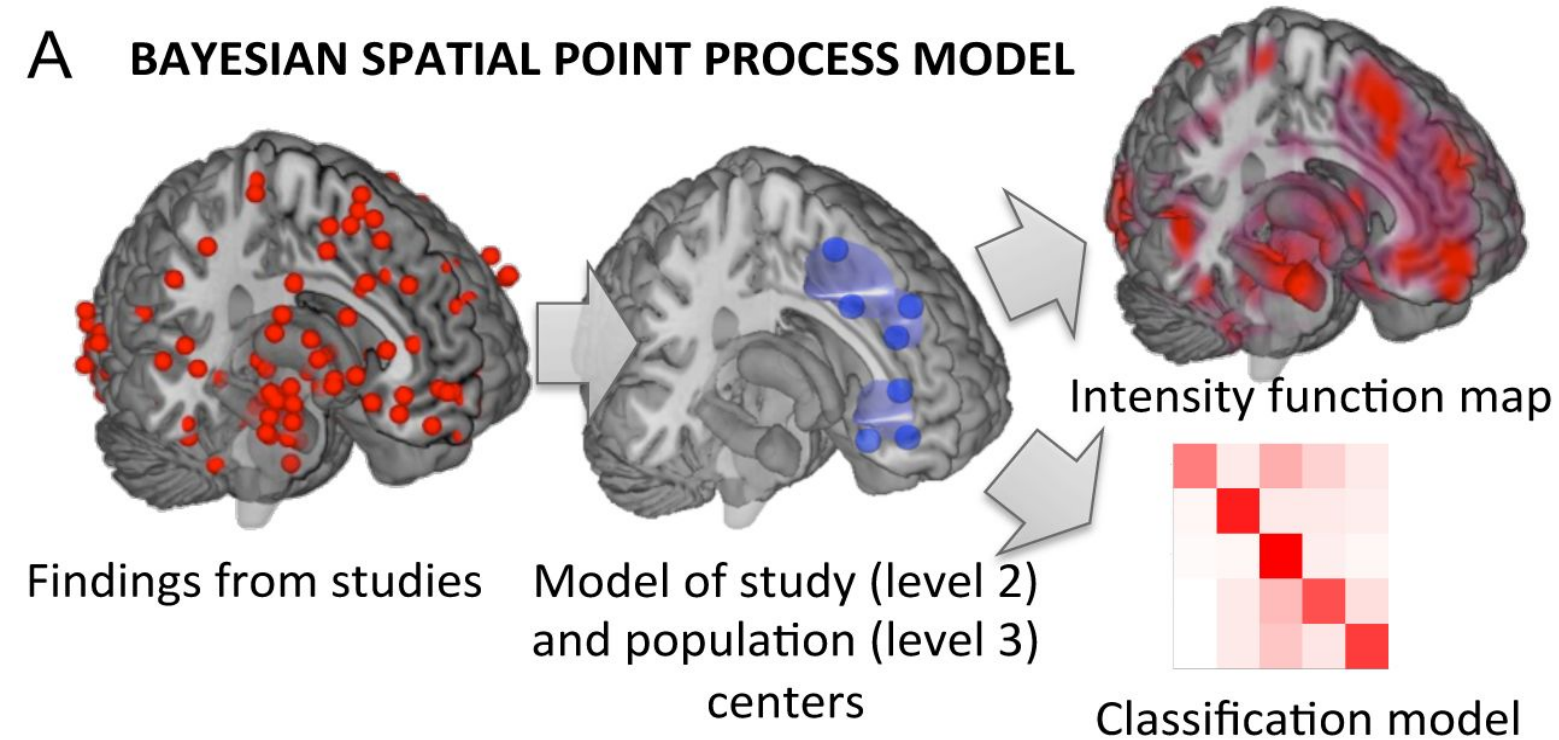 A
BAYESIAN SPATIAL POINT PROCESS MODEL
Findings from studies
Model of study (level 2)
and population (level 3)
centers
Intensity function map
Classification model